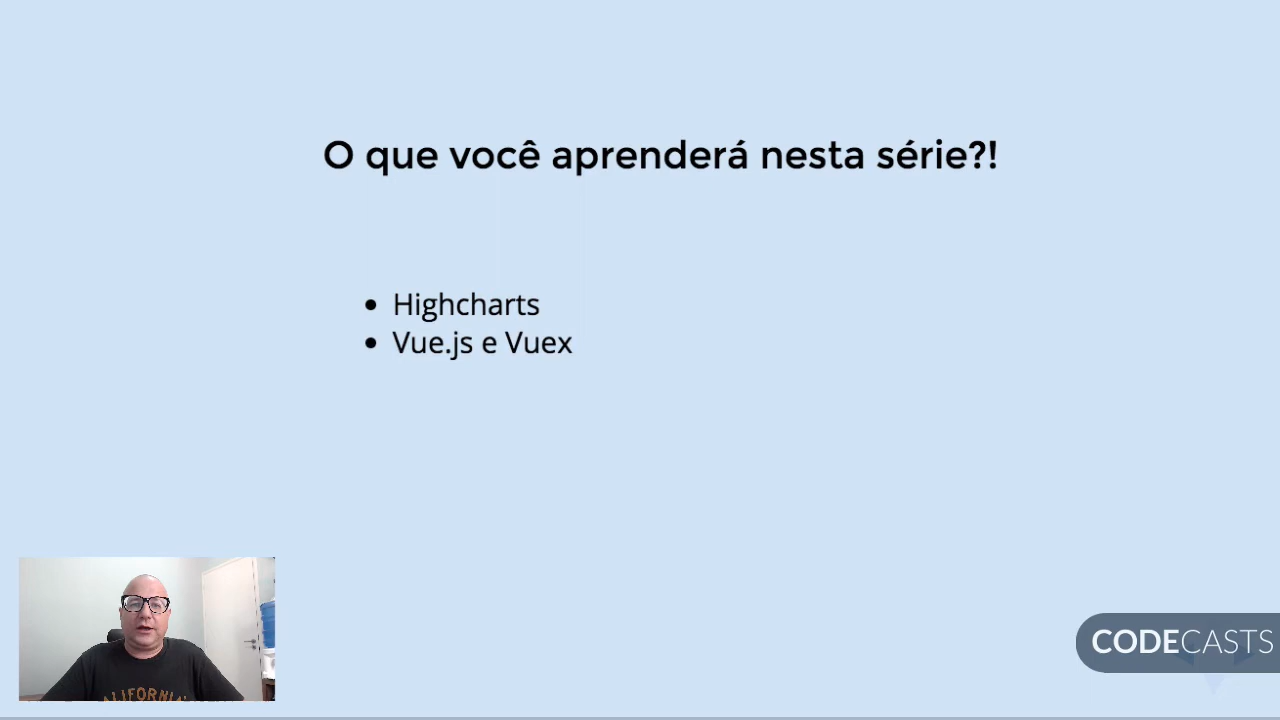 O que você aprenderá nesta série?!
• Highcharts
• Vue.js e Vuex
CODECASTS